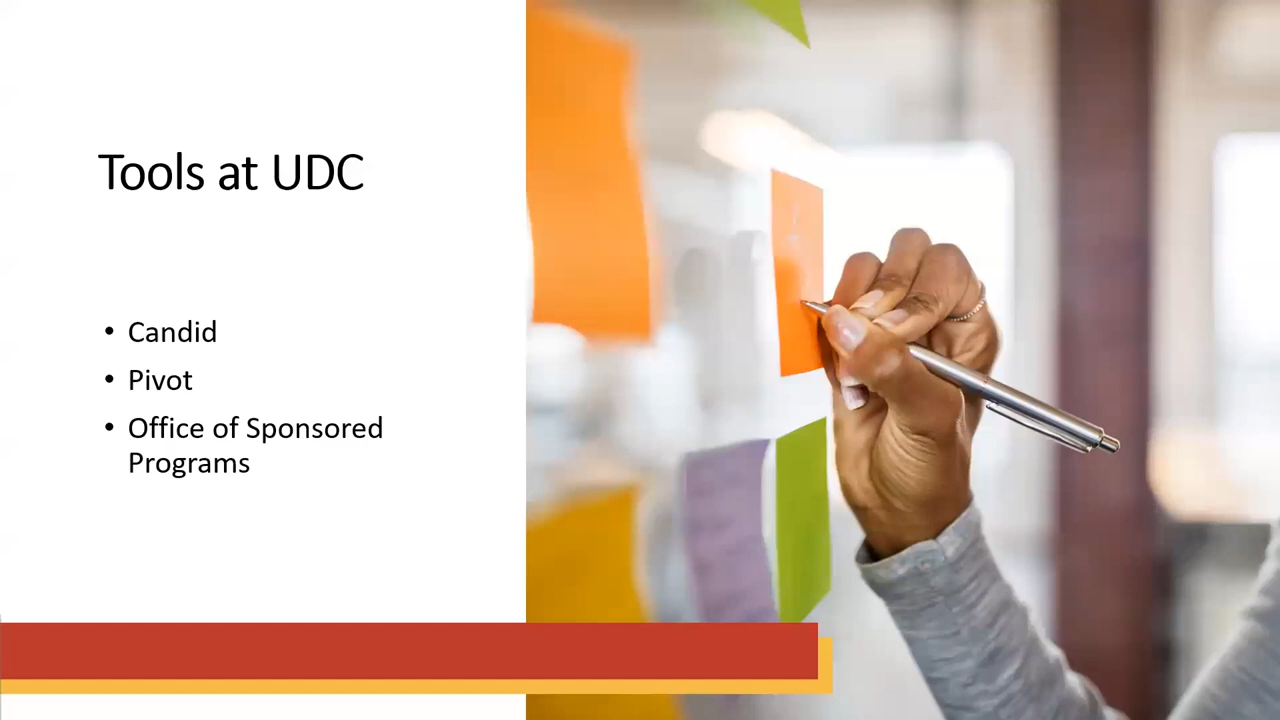 Tools at UDC
• Candid
• Pivot
• Office of Sponsored
Programs